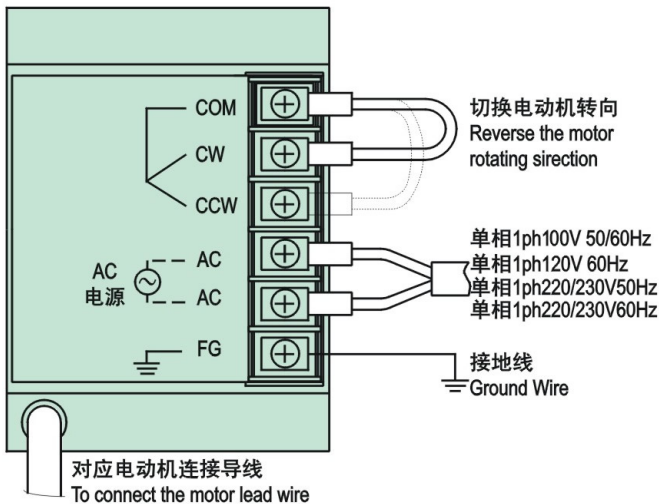 COM
CW
CCW
AC
AC
电源
AC
FG
切换电动机转向
Reverse the motor
rotating sirection
单相1ph100V 50/60Hz
单相1ph120V 60Hz
单相1ph220/230V50Hz
单相1ph220/230V60Hz
接地线
Ground Wire
对应电动机连接导线
To connect the motor lead wire